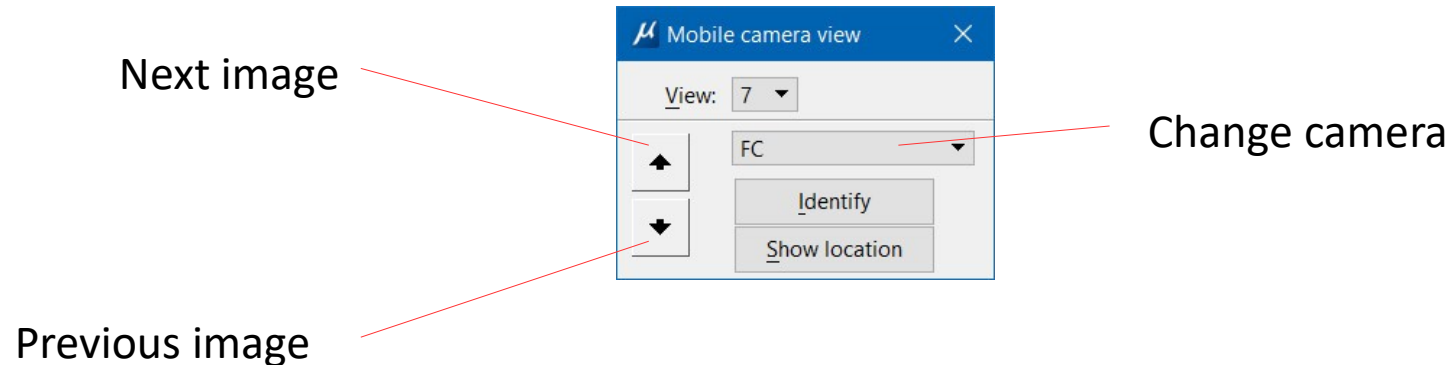 µ Mobile camera view
Next image
View: 7
FC
Change camera
Identify
Show location
Previous image